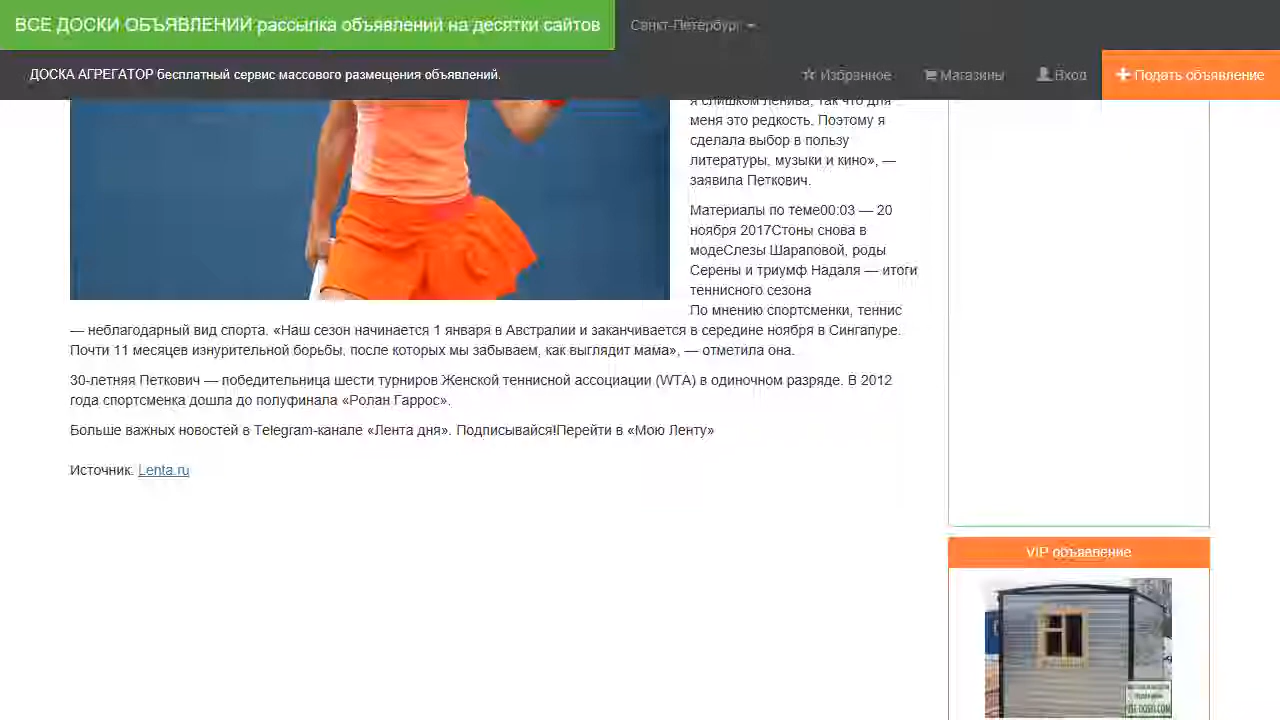 ВСЕ ДОСКИ ОБЪЯВЛЕНИИ рассылка объявлений на десятки сайтов
Санкт-Петербург
ДОСКА АГРЕГАТОР бесплатный сервис массового размещения объявлений.
Избранное
Магазины
Вход
Подать объявление
я слишком ленива, так что для
меня это редкость. Поэтому я
сделала выбор в пользу
литературы, музыки и кино», —
заявила Петкович.
Материалы по теме00:03 — 20
ноября 2017Стоны снова в
модеСлезы Шараповой, роды
Серены и триумф Надаля — итоги
теннисного сезона
По мнению спортсменки, теннис
— неблагодарный вид спорта. «Наш сезон начинается 1 января в Австралии и заканчивается в середине ноября в Сингапуре.
Почти 11 месяцев изнурительной борьбы, после которых мы забываем, как выглядит мама», — отметила она.
30-летняя Петкович — победительница шести турниров Женской теннисной ассоциации (WTA) в одиночном разряде. В 2012
года спортсменка дошла до полуфинала «Ролан Гаррос».
Больше важных новостей в Telegram-канале «Лента дня». Подписывайся!Перейти в «Мою Ленту»
Источник: Lenta.ru
VIP объявление